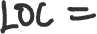 LOC =